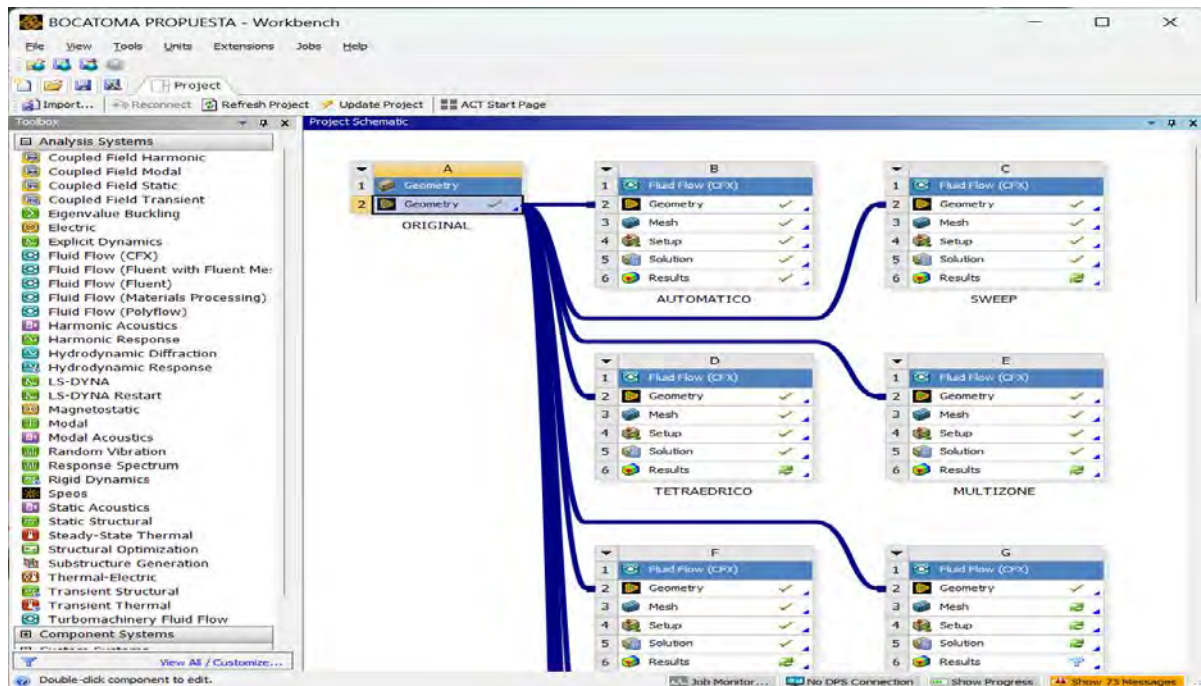 BOCATOMA PROPUESTA - Workbench
File View Tools Units Extensions Jobs Help
Project
Import... Reconnect Refresh Project Update Project ACT Start Page
Toolbox
Project Schematic
Analysis Systems
Coupled Field Harmonic
Coupled Field Modal
Coupled Field Static
Coupled Field Transient
Eigenvalue Buckling
Electric
Explicit Dynamics
Fluid Flow (CFX)
Fluid Flow (Fluent with Fluent Me:
Fluid Flow (Fluent)
Fluid Flow (Materials Processing)
Fluid Flow (Polyflow)
Harmonic Acoustics
Harmonic Response
Hydrodynamic Diffraction
Hydrodynamic Response
LS-DYNA
LS-DYNA Restart
Magnetostatic
Modal
Modal Acoustics
Random Vibration
Response Spectrum
Rigid Dynamics
Speos
Static Acoustics
Static Structural
Steady-State Thermal
Structural Optimization
Substructure Generation
Thermal-Electric
Transient Structural
Transient Thermal
Turbomachinery Fluid Flow
Component Systems
View All / Customize...
A
1 Geometry
2 Geometry
ORIGINAL
B
1 Fluid Flow (CFX)
2 Geometry
3 Mesh
4 Setup
5 Solution
6 Results
AUTOMATICO
C
1 Fluid Flow (CFX)
2 Geometry
3 Mesh
4 Setup
5 Solution
6 Results
SWEEP
D
1 Fluid Flow (CFX)
2 Geometry
3 Mesh
4 Setup
5 Solution
6 Results
TETRAEDRICO
E
1 Fluid Flow (CFX)
2 Geometry
3 Mesh
4 Setup
5 Solution
6 Results
MULTIZONE
F
1 Fluid Flow (CFX)
2 Geometry
3 Mesh
4 Setup
5 Solution
6 Results
G
1 Fluid Flow (CFX)
2 Geometry
3 Mesh
4 Setup
5 Solution
6 Results
Double-click component to edit.
Job Monitor... No DPS Connection Show Progress Show 73 Messages